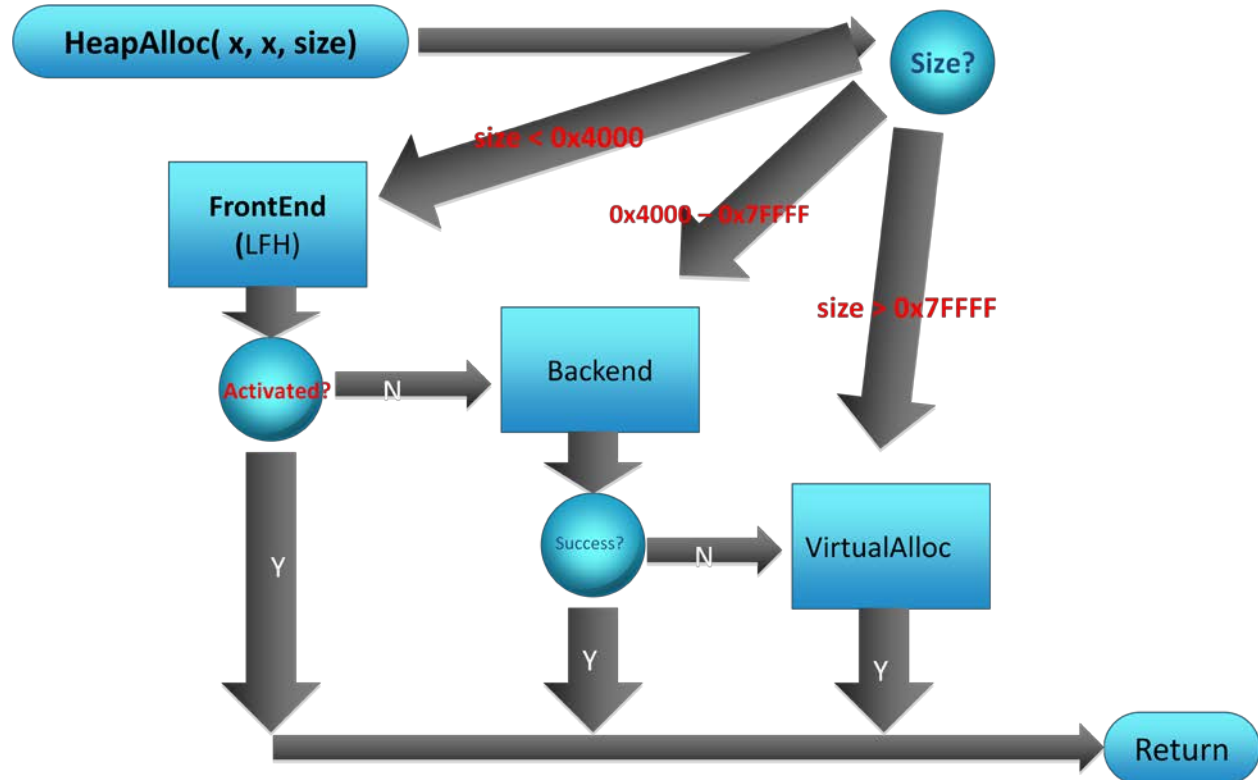 HeapAlloc( x, x, size)
Size?
size < 0x4000
0x4000 – 0x7FFFF
size > 0x7FFFF
FrontEnd
(LFH)
Activated?
N
Backend
Success?
N
VirtualAlloc
Y
Y
Y
Return